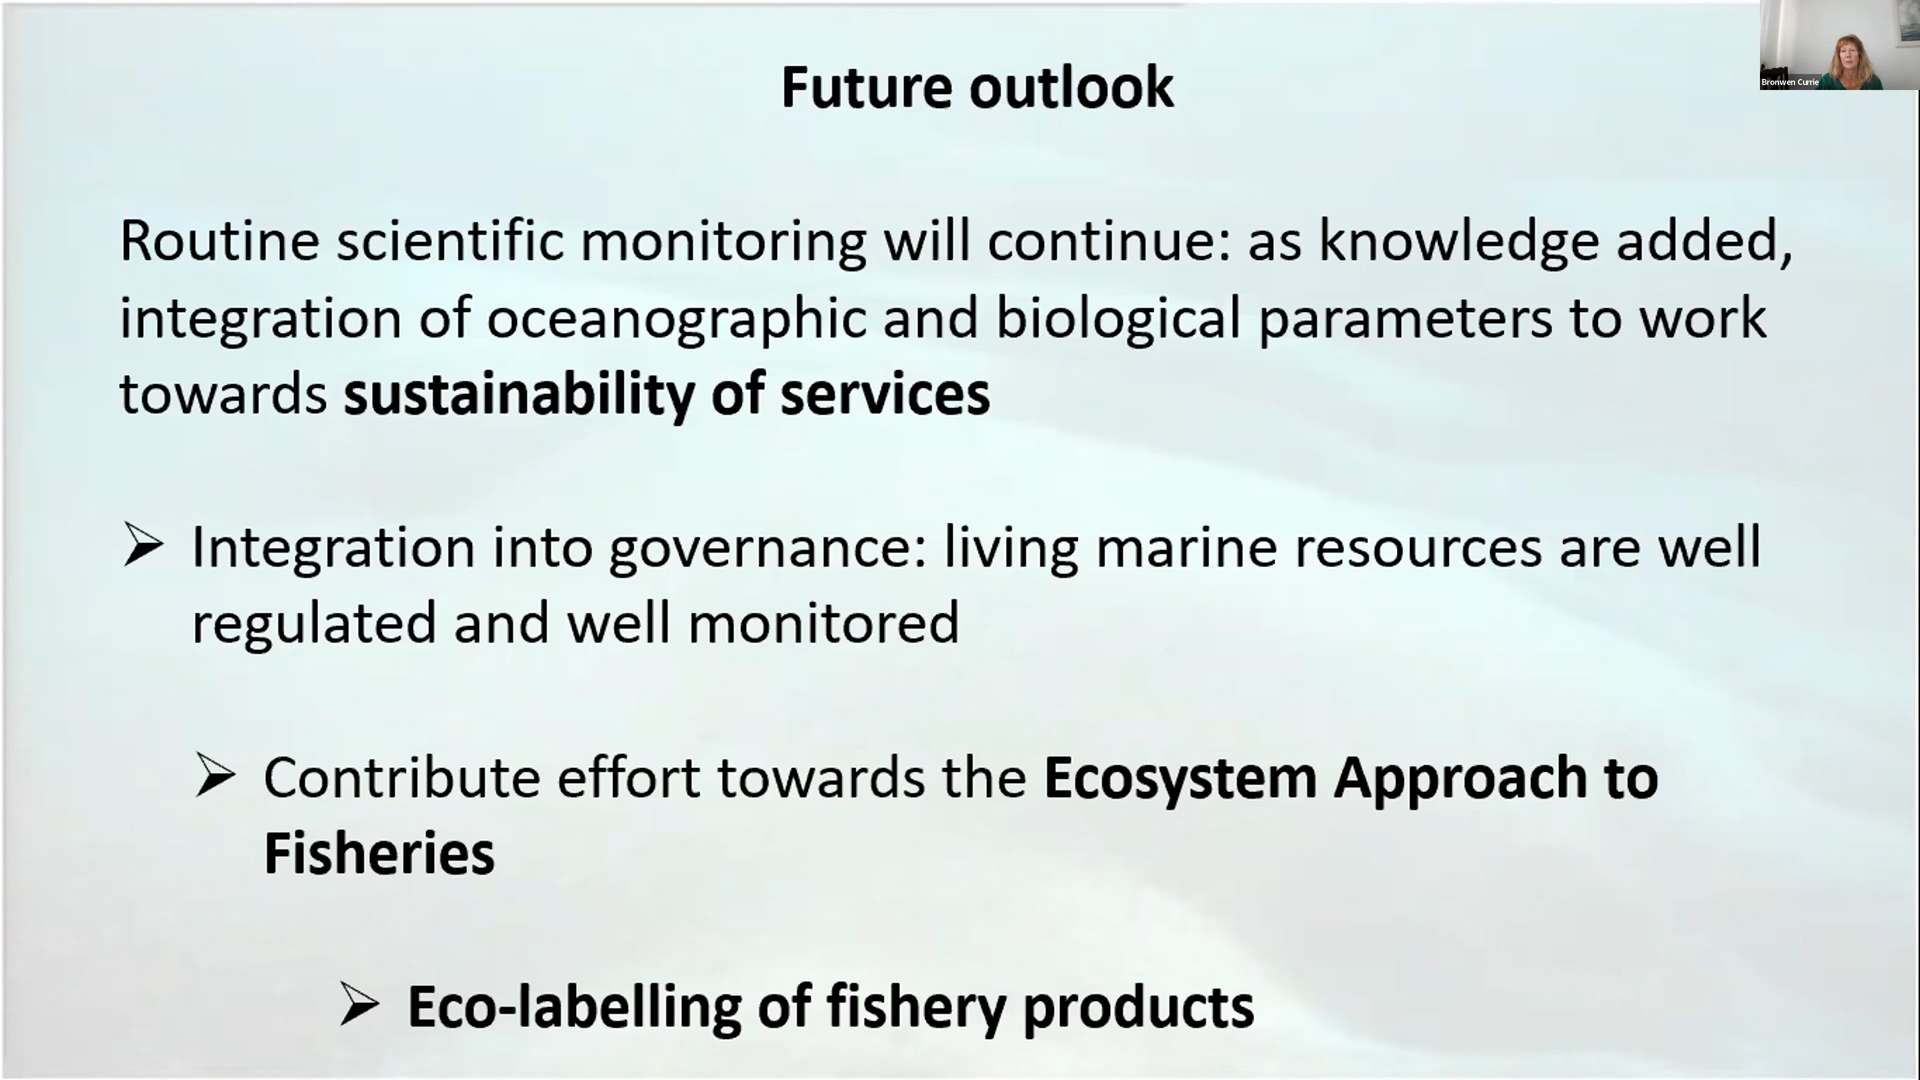 Future outlook
Bronwen Currie
Routine scientific monitoring will continue: as knowledge added,
integration of oceanographic and biological parameters to work
towards sustainability of services
➢ Integration into governance: living marine resources are well
regulated and well monitored
➢ Contribute effort towards the Ecosystem Approach to
Fisheries
➢ Eco-labelling of fishery products